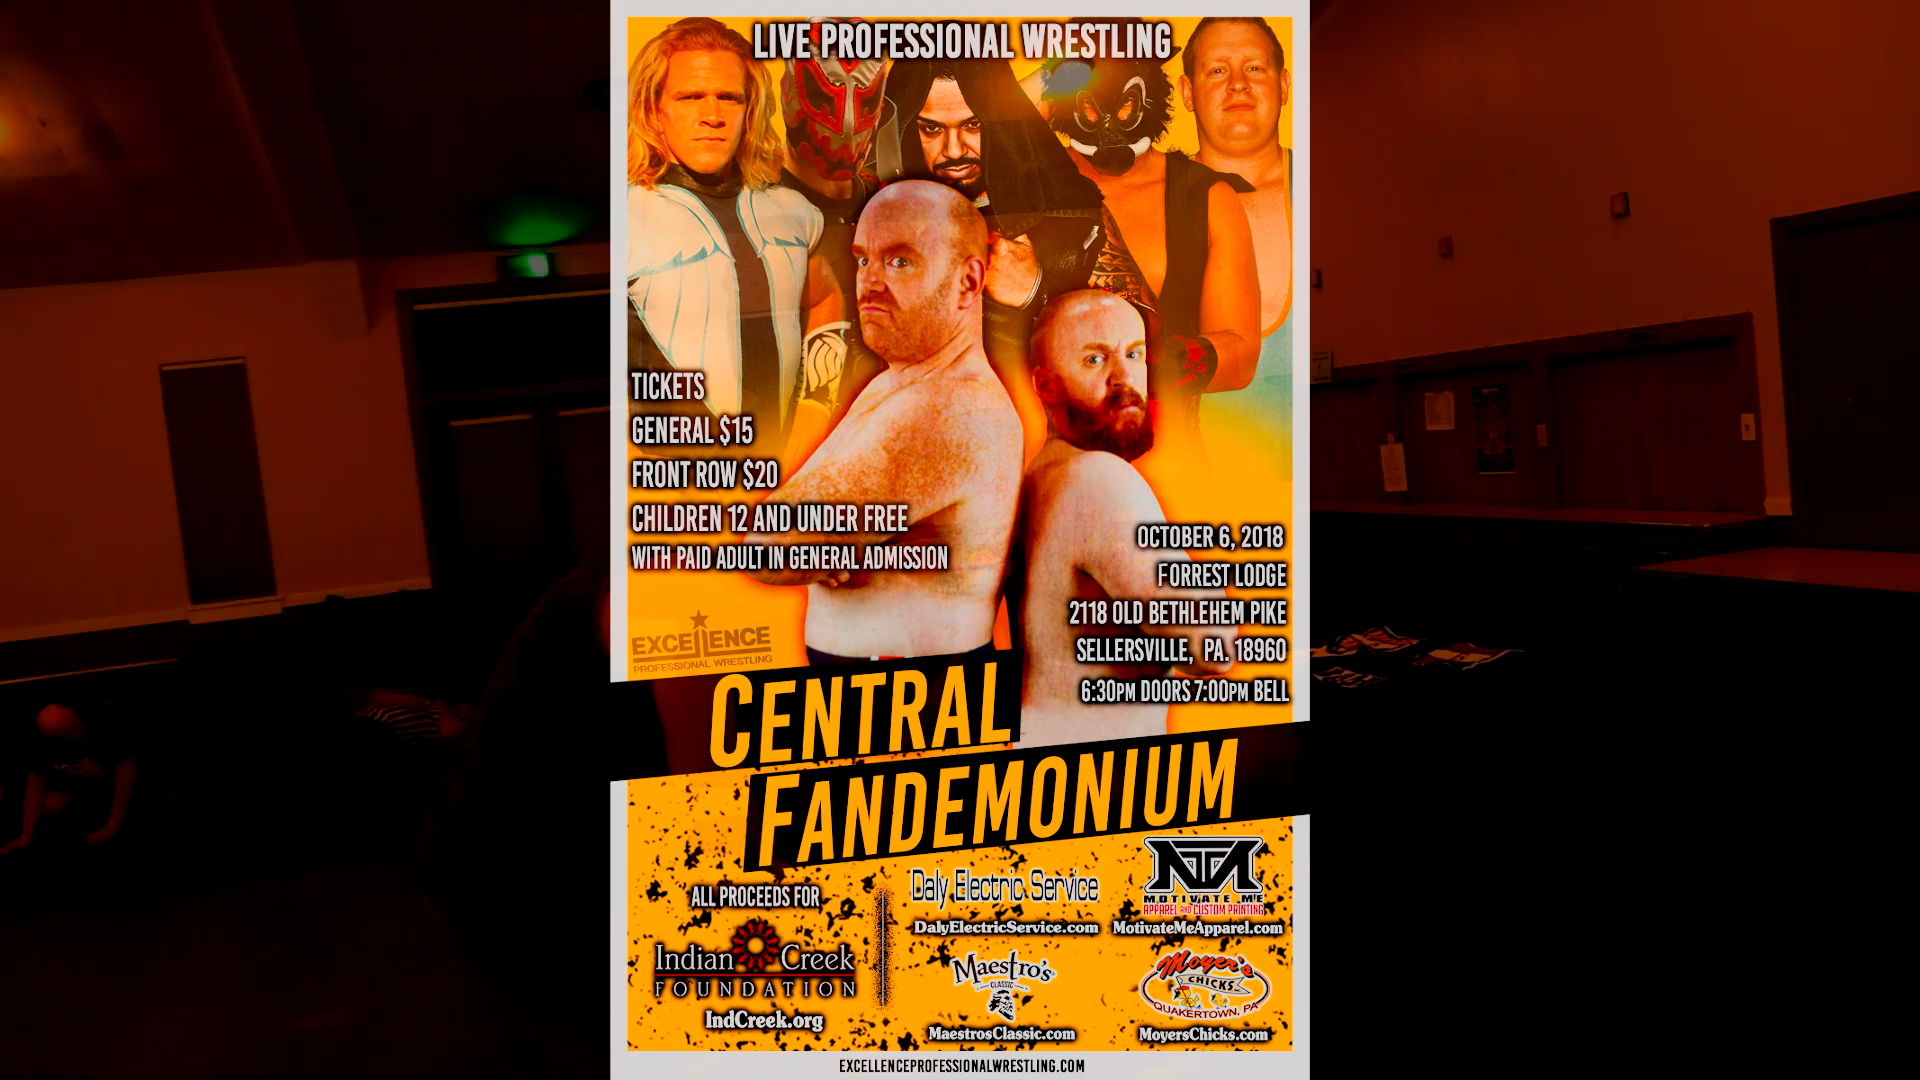 LIVE PROFESSIONAL WRESTLING
TICKETS
GENERAL $15
FRONT ROW $20
CHILDREN 12 AND UNDER FREE
WITH PAID ADULT IN GENERAL ADMISSION
OCTOBER 6, 2018
FORREST LODGE
2118 OLD BETHLEHEM PIKE
SELLERSVILLE, PA. 18960
6:30PM DOORS 7:00PM BELL
EXCELLENCE
PROFESSIONAL WRESTLING
CENTRAL
FANDEMONIUM
ALL PROCEEDS FOR
Indian Creek
FOUNDATION
IndCreek.org
Daly Electric Service
DalyElectricService.com
MOTIVATE ME
APPAREL AND CUSTOM PRINTING
MotivateMeApparel.com
Maestro's
CLASSIC
MaestrosClassic.com
Moyer's
CHICKS
QUAKERTOWN, PA
MoyersChicks.com
EXCELLENCEPROFESSIONALWRESTLING.COM